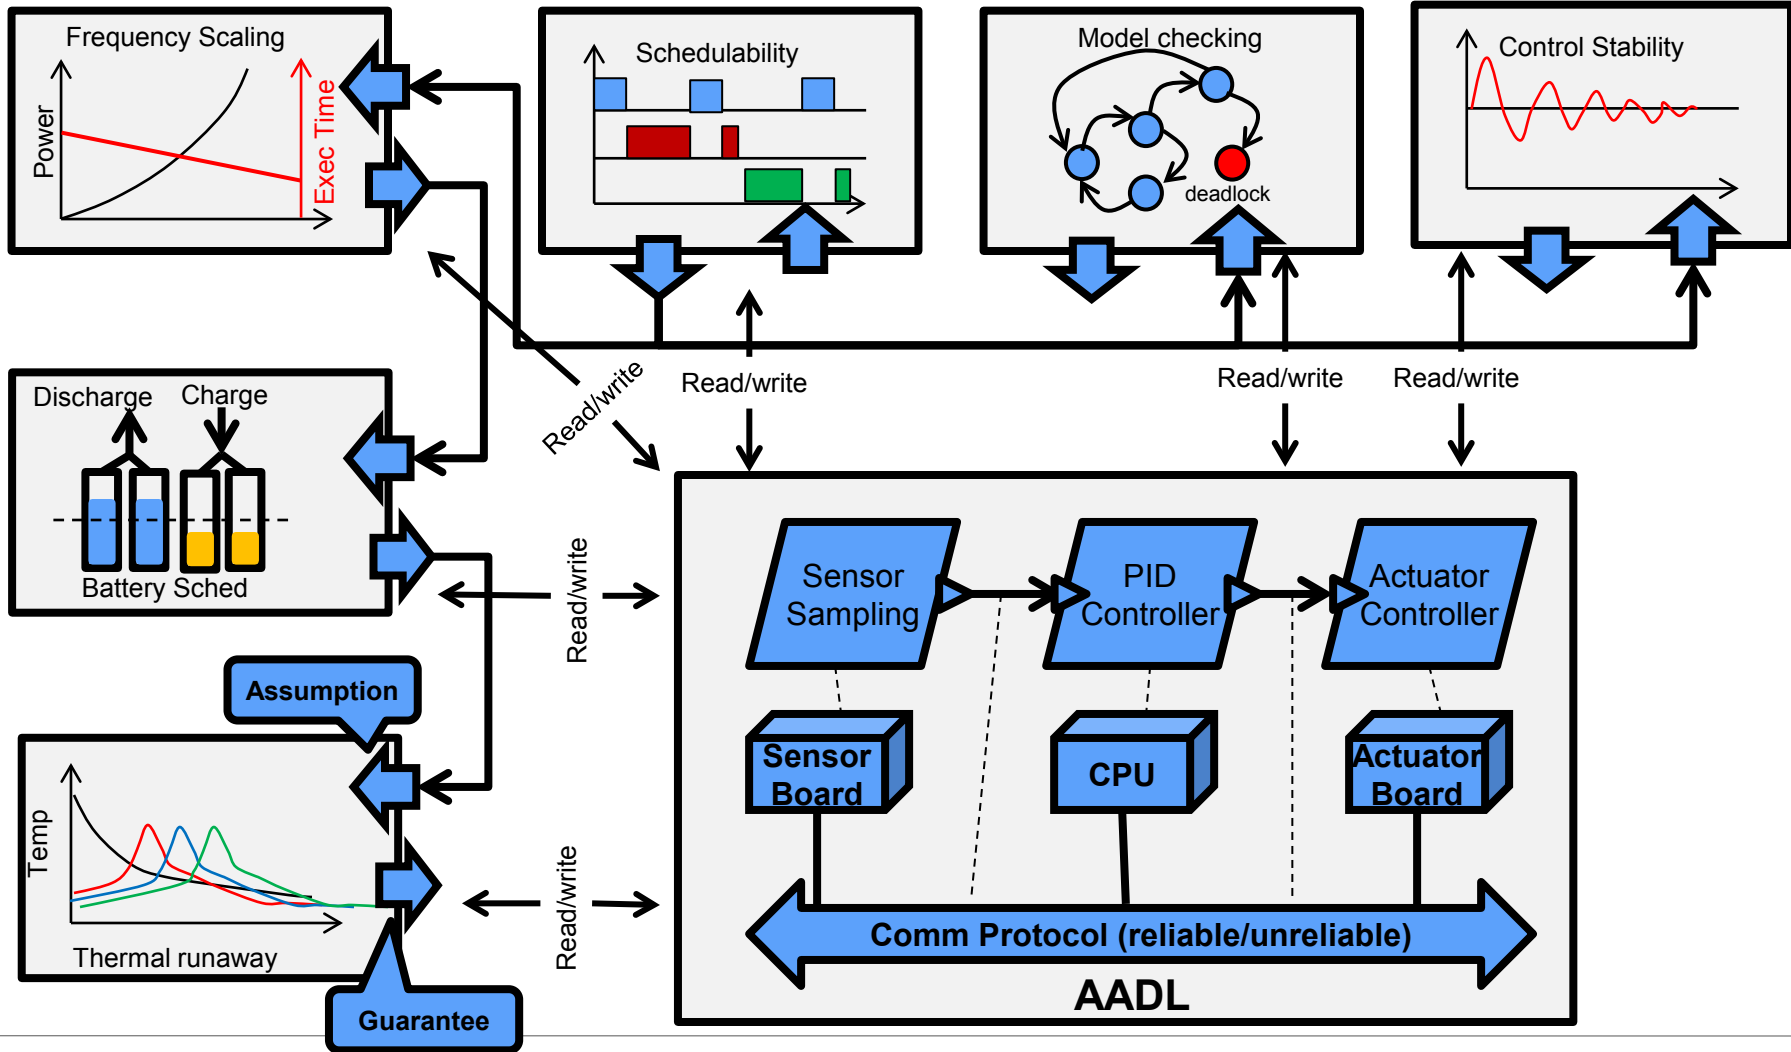 Frequency Scaling
Power
Exec Time
Schedulability
Model checking
deadlock
Control Stability
Read/write
Read/write
Read/write
Read/write
Discharge
Charge
Battery Sched
Read/write
Assumption
Temp
Thermal runaway
Guarantee
Read/write
Sensor
Sampling
PID
Controller
Actuator
Controller
Sensor
Board
CPU
Actuator
Board
Comm Protocol (reliable/unreliable)
AADL